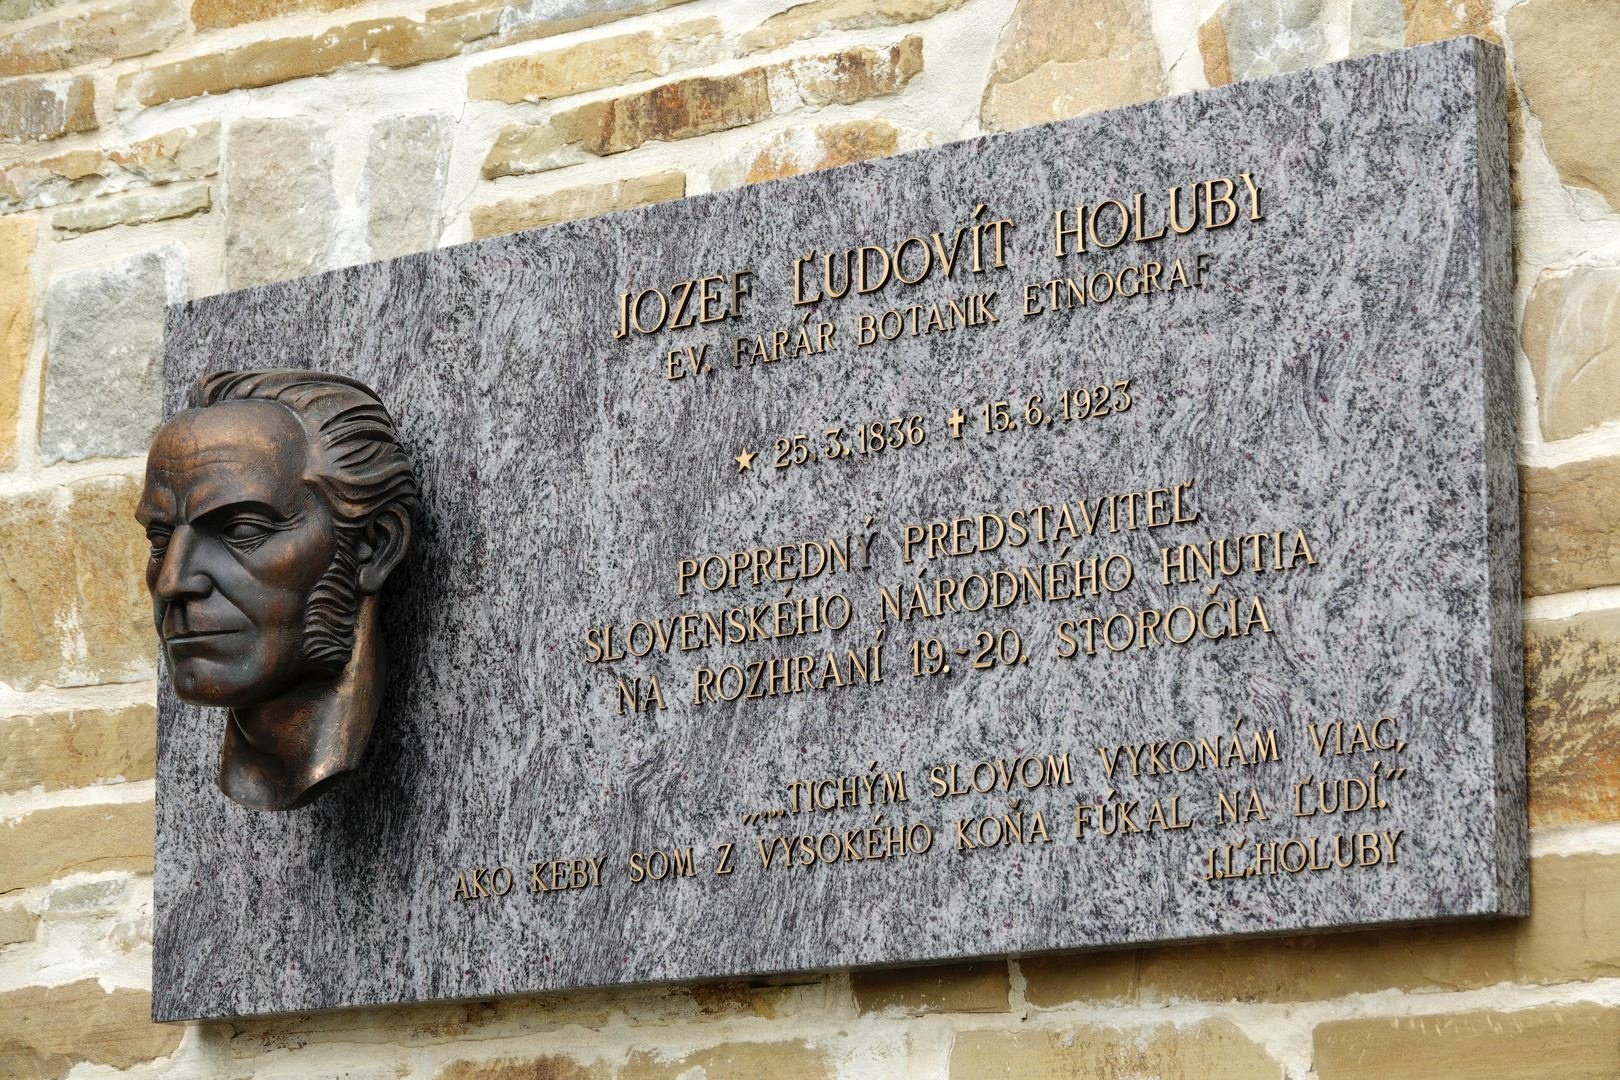 JOZEF ĽUDOVÍT HOLUBY
EV. FARÁR BOTANIK ETNOGRAF
★ 25.3.1836 ✝ 15.6.1923
POPREDNÝ PREDSTAVITEĽ
SLOVENSKÉHO NÁRODNÉHO HNUTIA
NA ROZHRANÍ 19.-20. STOROČIA
„...TICHÝM SLOVOM VYKONÁM VIAC,
AKO KEBY SOM Z VYSOKÉHO KOŇA FÚKAL NA ĽUDÍ.“
J.Ľ.HOLUBY